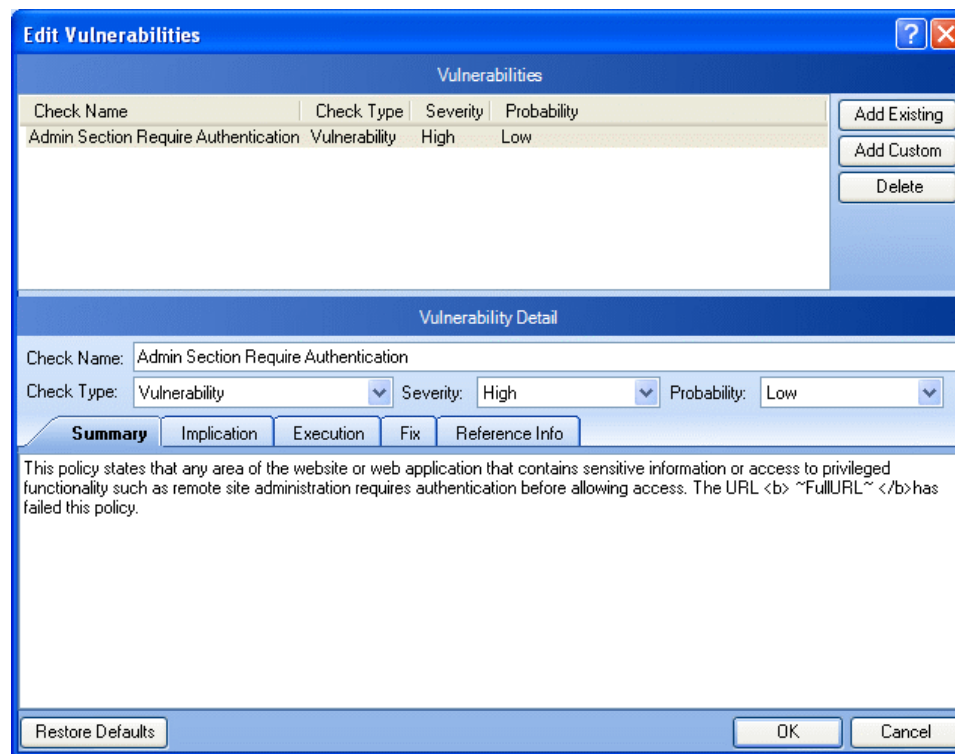 Edit Vulnerabilities
?
Vulnerabilities
Check Name Check Type Severity Probability
Admin Section Require Authentication Vulnerability High Low
Add Existing
Add Custom
Delete
Vulnerability Detail
Check Name: Admin Section Require Authentication
Check Type: Vulnerability Severity: High Probability: Low
Summary Implication Execution Fix Reference Info
This policy states that any area of the website or web application that contains sensitive information or access to privileged
functionality such as remote site administration requires authentication before allowing access. The URL <b> ~FullURL~ </b>has
failed this policy.
Restore Defaults OK Cancel